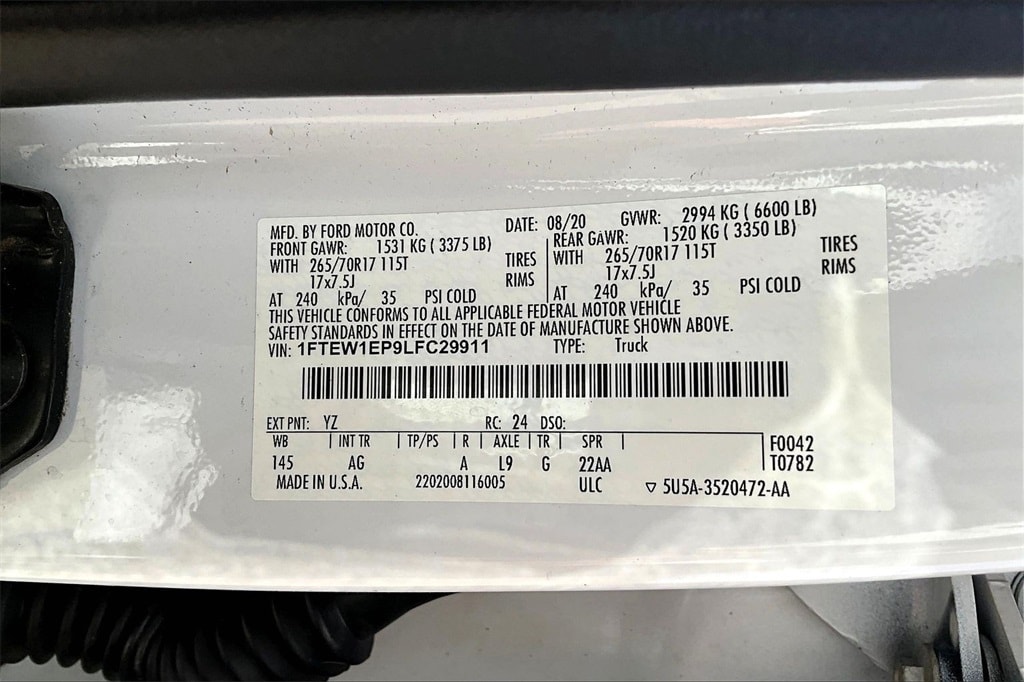 MFD. BY FORD MOTOR CO. DATE: 08/20 GVWR: 2994 KG ( 6600 LB)
FRONT GAWR: 1531 KG ( 3375 LB) REAR GAWR: 1520 KG ( 3350 LB)
WITH 265/70R17 115T TIRES WITH 265/70R17 115T TIRES
17x7.5J RIMS 17x7.5J RIMS
AT 240 kPa/ 35 PSI COLD AT 240 kPa/ 35 PSI COLD
THIS VEHICLE CONFORMS TO ALL APPLICABLE FEDERAL MOTOR VEHICLE
SAFETY STANDARDS IN EFFECT ON THE DATE OF MANUFACTURE SHOWN ABOVE.
VIN: 1FTEW1EP9LFC29911 TYPE: Truck
EXT PNT: YZ RC: 24 DSO:
WB INT TR TP/PS R AXLE TR SPR F0042
145 AG A L9 G 22AA T0782
MADE IN U.S.A. 2202008116005 ULC ▽ 5U5A-3520472-AA